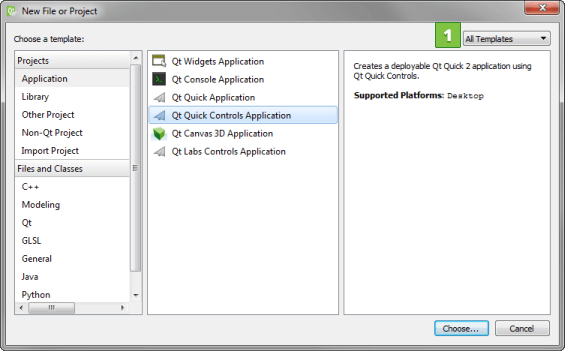 New File or Project
Choose a template:
1
All Templates
Projects
Application
Library
Other Project
Non-Qt Project
Import Project
Files and Classes
C++
Modeling
Qt
GLSL
General
Java
Python
Qt Widgets Application
Qt Console Application
Qt Quick Application
Qt Quick Controls Application
Qt Canvas 3D Application
Qt Labs Controls Application
Creates a deployable Qt Quick 2 application using
Qt Quick Controls.
Supported Platforms: Desktop
Choose...
Cancel